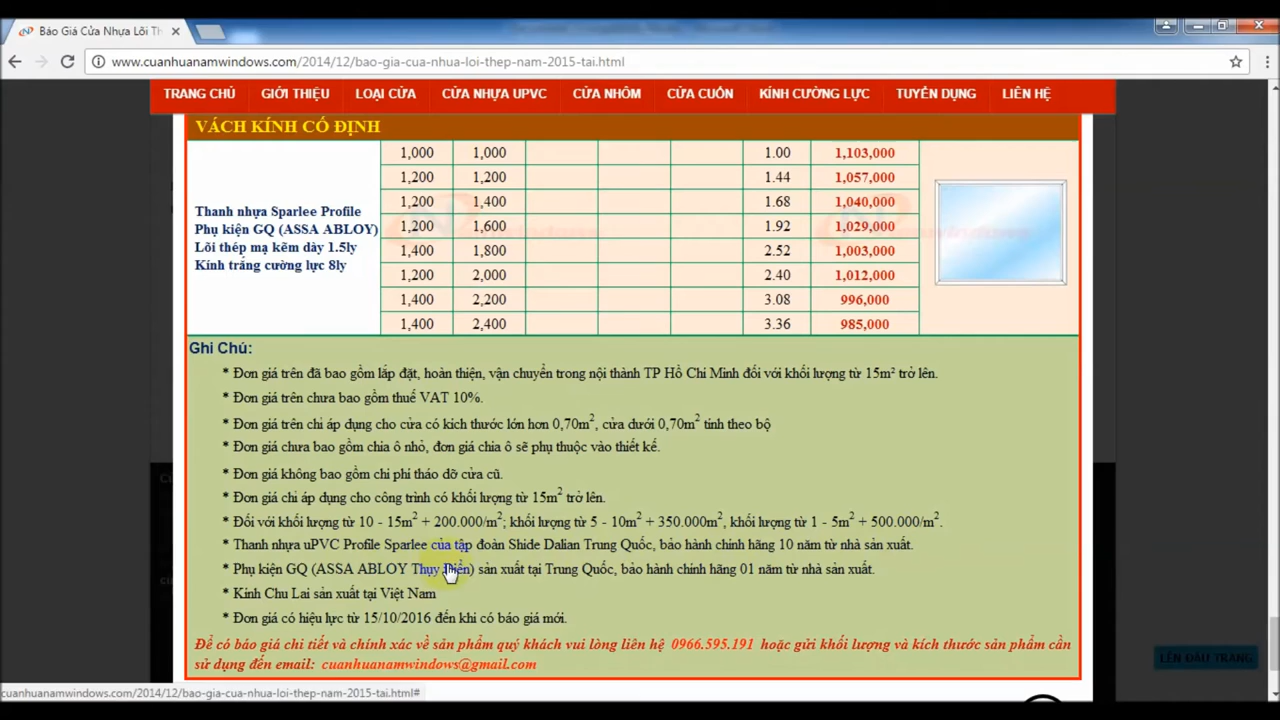 Báo Giá Cửa Nhựa Lõi Th
www.cuanhuanamwindows.com/2014/12/bao-gia-cua-nhua-loi-thep-nam-2015-tai.html
TRANG CHỦ GIỚI THIỆU LOẠI CỬA CỬA NHỰA UPVC CỬA NHÔM CỬA CUỐN KÍNH CƯỜNG LỰC TUYỂN DỤNG LIÊN HỆ
VÁCH KÍNH CỐ ĐỊNH
Thanh nhựa Sparlee Profile
Phụ kiện GQ (ASSA ABLOY)
Lõi thép mạ kẽm dày 1.5ly
Kính trắng cường lực 8ly
1,000 1,000 1.00 1,103,000
1,200 1,200 1.44 1,057,000
1,200 1,400 1.68 1,040,000
1,200 1,600 1.92 1,029,000
1,400 1,800 2.52 1,003,000
1,200 2,000 2.40 1,012,000
1,400 2,200 3.08 996,000
1,400 2,400 3.36 985,000
Ghi Chú:
* Đơn giá trên đã bao gồm lắp đặt, hoàn thiện, vận chuyển trong nội thành TP Hồ Chí Minh đối với khối lượng từ 15m² trở lên.
* Đơn giá trên chưa bao gồm thuế VAT 10%.
* Đơn giá trên chỉ áp dụng cho cửa có kích thước lớn hơn 0,70m², cửa dưới 0,70m² tính theo bộ
* Đơn giá chưa bao gồm chia ô nhỏ, đơn giá chia ô sẽ phụ thuộc vào thiết kế.
* Đơn giá không bao gồm chi phí tháo dỡ cửa cũ.
* Đơn giá chỉ áp dụng cho công trình có khối lượng từ 15m² trở lên.
* Đối với khối lượng từ 10 - 15m² + 200.000/m²; khối lượng từ 5 - 10m² + 350.000m², khối lượng từ 1 - 5m² + 500.000/m².
* Thanh nhựa uPVC Profile Sparlee của tập đoàn Shide Dalian Trung Quốc, bảo hành chính hãng 10 năm từ nhà sản xuất.
* Phụ kiện GQ (ASSA ABLOY Thụy Điển) sản xuất tại Trung Quốc, bảo hành chính hãng 01 năm từ nhà sản xuất.
* Kính Chu Lai sản xuất tại Việt Nam
* Đơn giá có hiệu lực từ 15/10/2016 đến khi có báo giá mới.
Để có báo giá chi tiết và chính xác về sản phẩm quý khách vui lòng liên hệ 0966.595.191 hoặc gửi khối lượng và kích thước sản phẩm cần
sử dụng đến email: cuanhuanamwindows@gmail.com
LÊN ĐẦU TRANG
cuanhuanamwindows.com/2014/12/bao-gia-cua-nhua-loi-thep-nam-2015-tai.html#